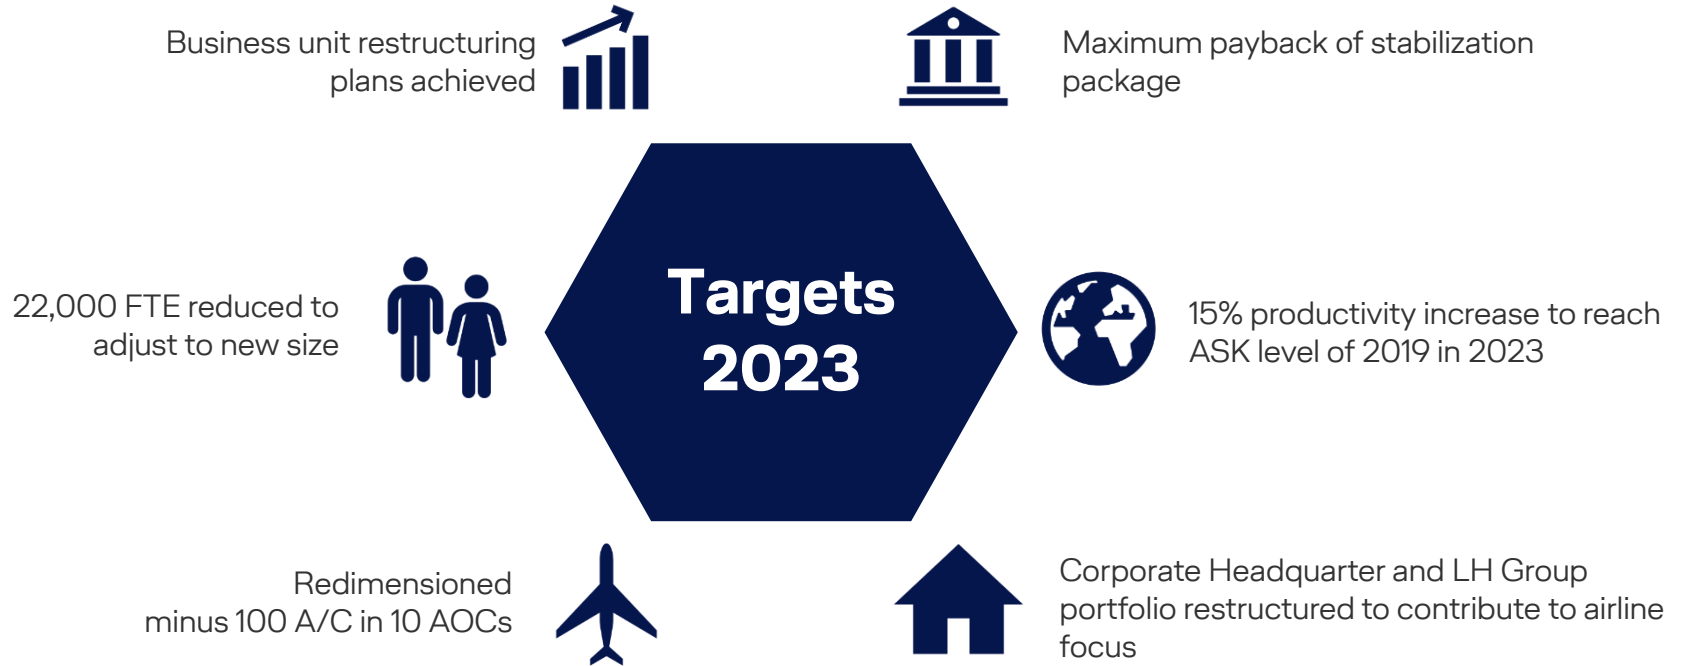 Business unit restructuring
plans achieved
Maximum payback of stabilization
package
22,000 FTE reduced to
adjust to new size
Targets
2023
15% productivity increase to reach
ASK level of 2019 in 2023
Redimensioned
minus 100 A/C in 10 AOCs
Corporate Headquarter and LH Group
portfolio restructured to contribute to airline
focus